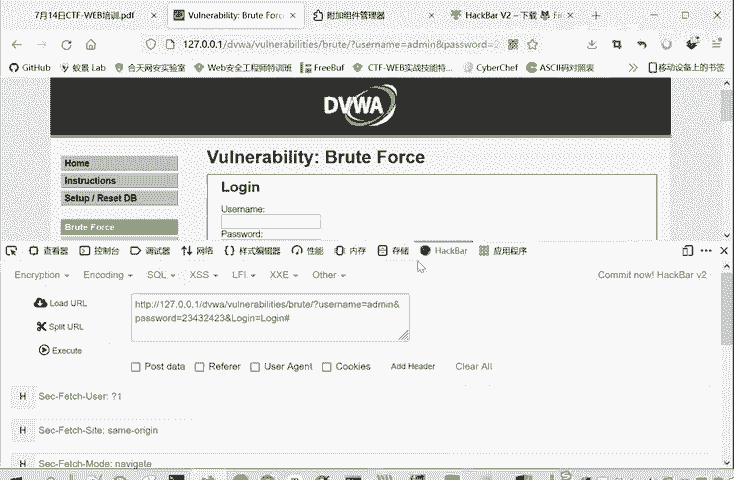 7月14日CTF-WEB培训.pdf
Vulnerability: Brute Forc
附加组件管理器
HackBar V2 – 下载
127.0.0.1/dvwa/vulnerabilities/brute/?username=admin&password=2
GitHub
蚁景 Lab
合天网安实验室
Web安全工程师特训班
FreeBuf
CTF-WEB实战技能特...
CyberChef
ASCII码对照表
移动设备上的书签
DVWA
Home
Instructions
Setup / Reset DB
Brute Force
Vulnerability: Brute Force
Login
Username:
Password:
查看器
控制台
调试器
网络
样式编辑器
性能
内存
存储
HackBar
应用程序
Encryption
Encoding
SQL
XSS
LFI
XXE
Other
Commit now! HackBar v2
Load URL
Split URL
Execute
http://127.0.0.1/dvwa/vulnerabilities/brute/?username=admin&
password=23432423&Login=Login#
Post data
Referer
User Agent
Cookies
Add Header
Clear All
H Sec-Fetch-User: ?1
H Sec-Fetch-Site: same-origin
H Sec-Fetch-Mode: navigate